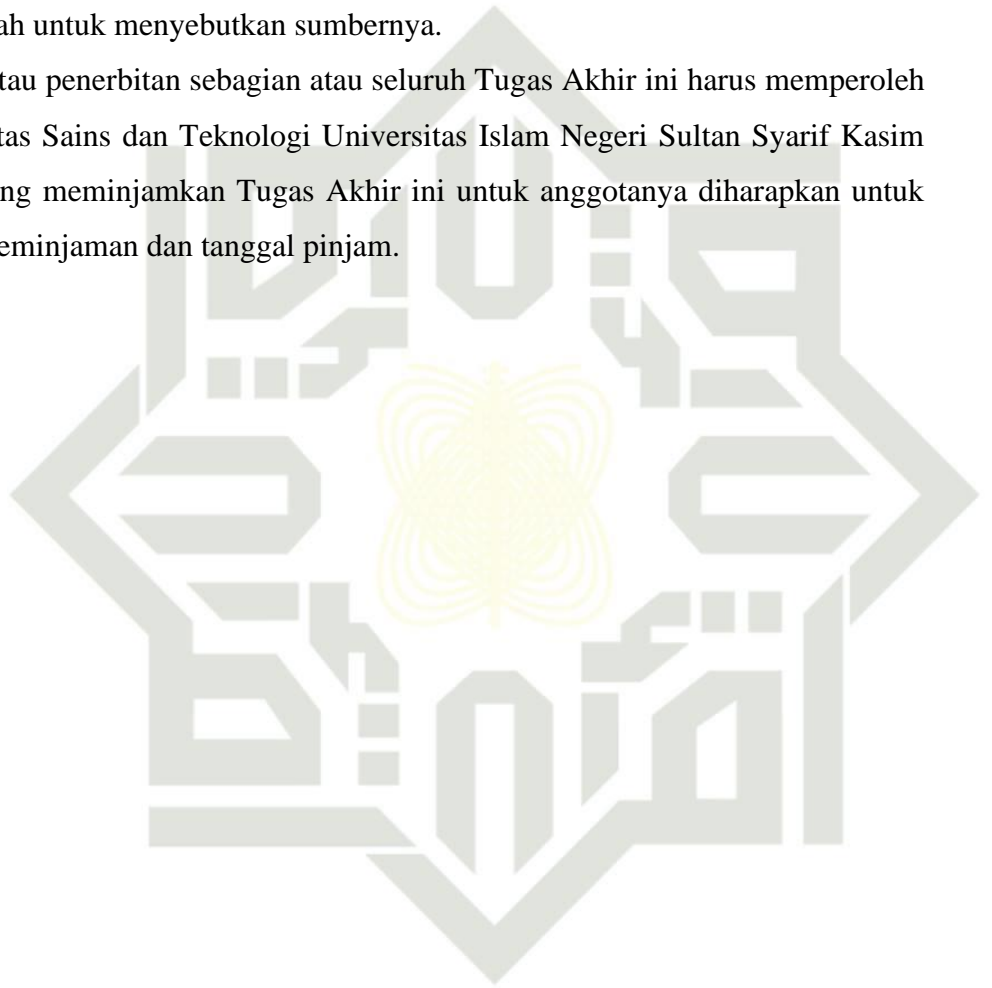 ah untuk menyebutkan sumbernya.
tau penerbitan sebagian atau seluruh Tugas Akhir ini harus memperoleh
tas Sains dan Teknologi Universitas Islam Negeri Sultan Syarif Kasim
ng meminjamkan Tugas Akhir ini untuk anggotanya diharapkan untuk
eminjaman dan tanggal pinjam.